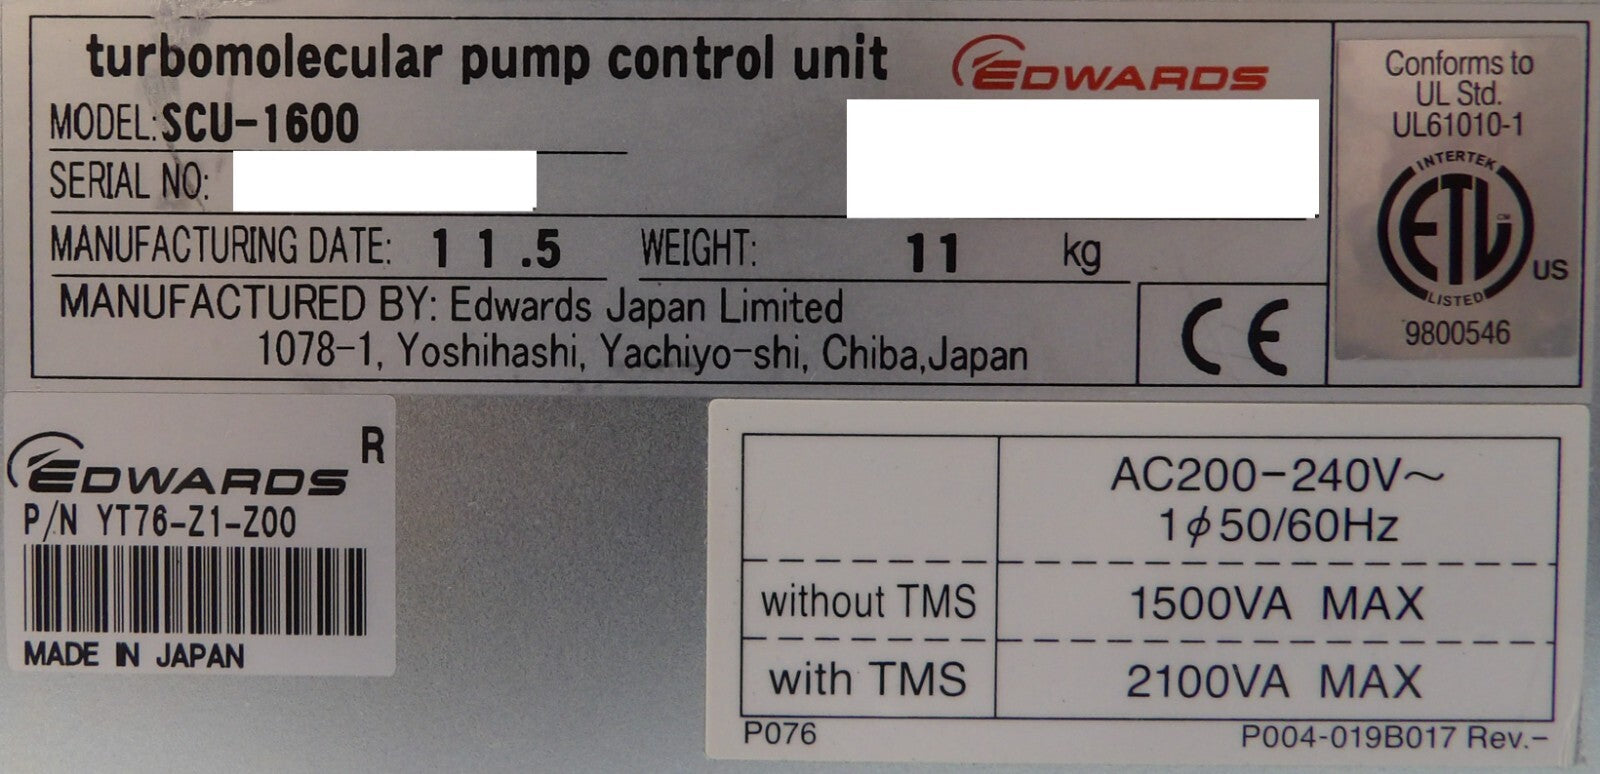 turbomolecular pump control unit EDWARDS
MODEL: SCU-1600
SERIAL NO:
MANUFACTURING DATE: 11.5 WEIGHT: 11 kg
MANUFACTURED BY: Edwards Japan Limited
1078-1, Yoshihashi, Yachiyo-shi, Chiba,Japan
CE
Conforms to
UL Std.
UL61010-1
INTERTEK
ETL CM
US
LISTED
9800546
EDWARDS R
P/N YT76-Z1-Z00
MADE IN JAPAN
AC200-240V~
1φ50/60Hz
without TMS 1500VA MAX
with TMS 2100VA MAX
P076 P004-019B017 Rev.-